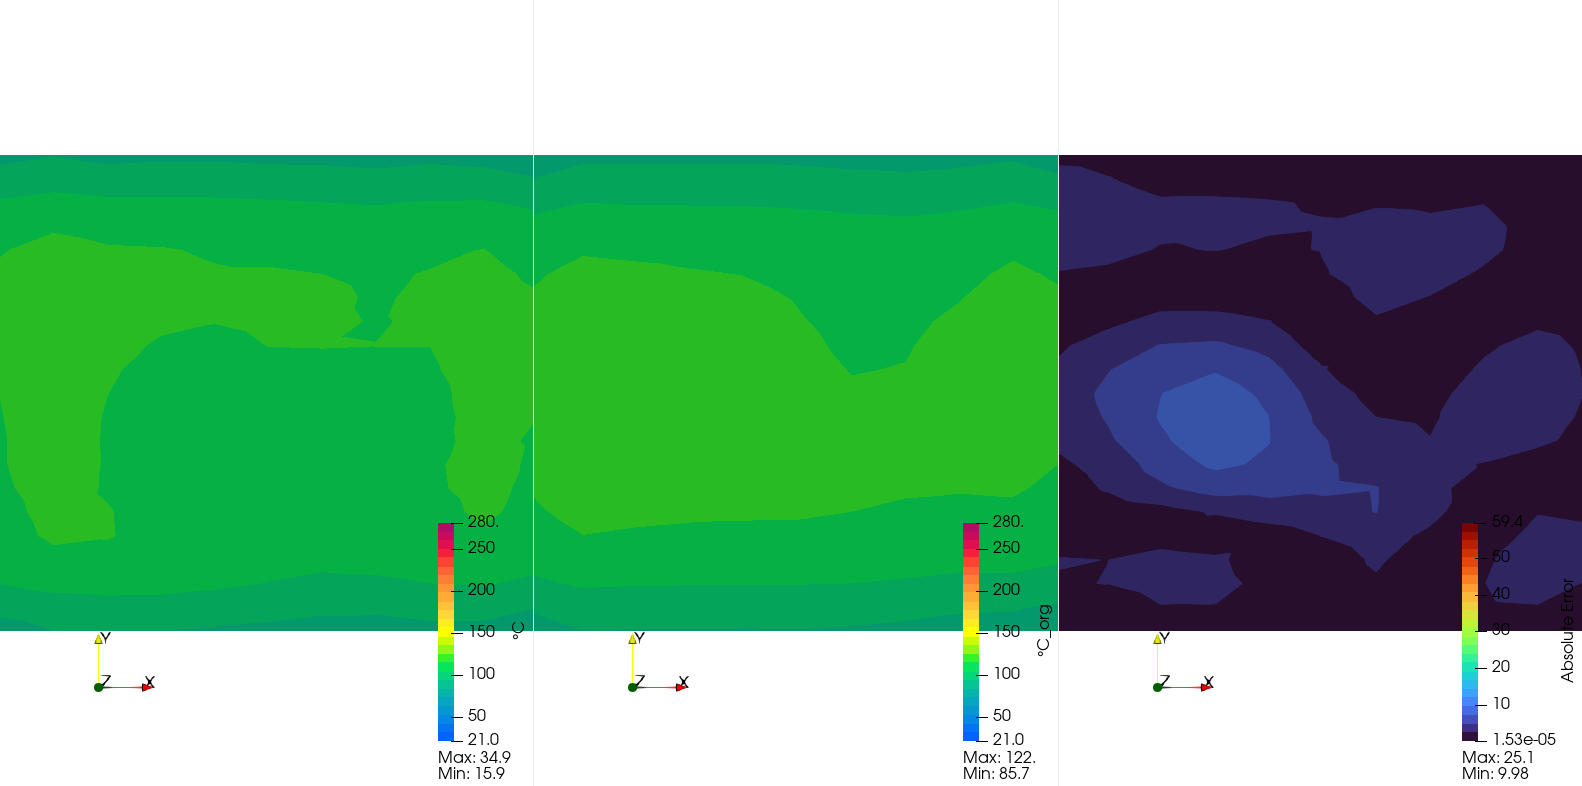 280.
250
200
150
100
50
21.0
°C
Max: 34.9
Min: 15.9
Y
Z
X
280.
250
200
150
100
50
21.0
°C_org
Max: 122.
Min: 85.7
Y
Z
X
59.4
50
40
30
20
10
1.53e-05
Absolute Error
Max: 25.1
Min: 9.98
Y
Z
X